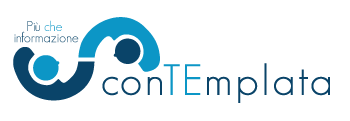 Più che
informazione
conTEmplata